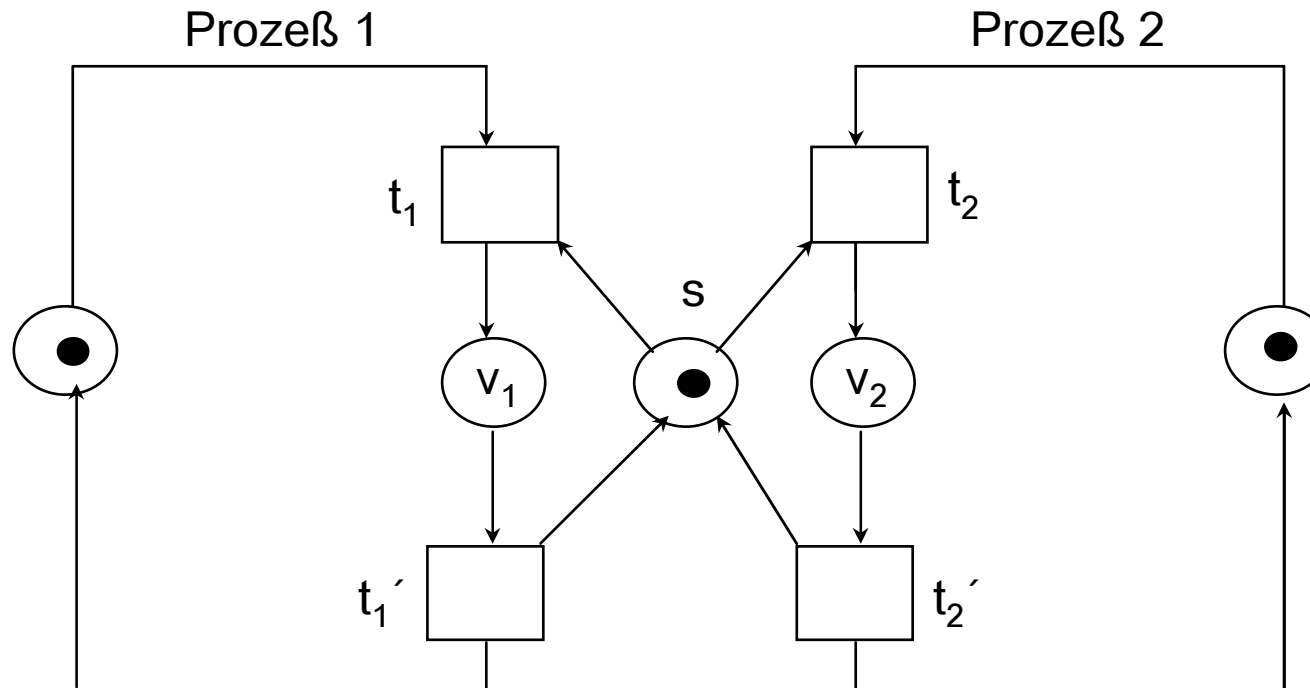 Prozeß 1 Prozeß 2
t₁ t₂
s
v₁ v₂
t₁´ t₂´